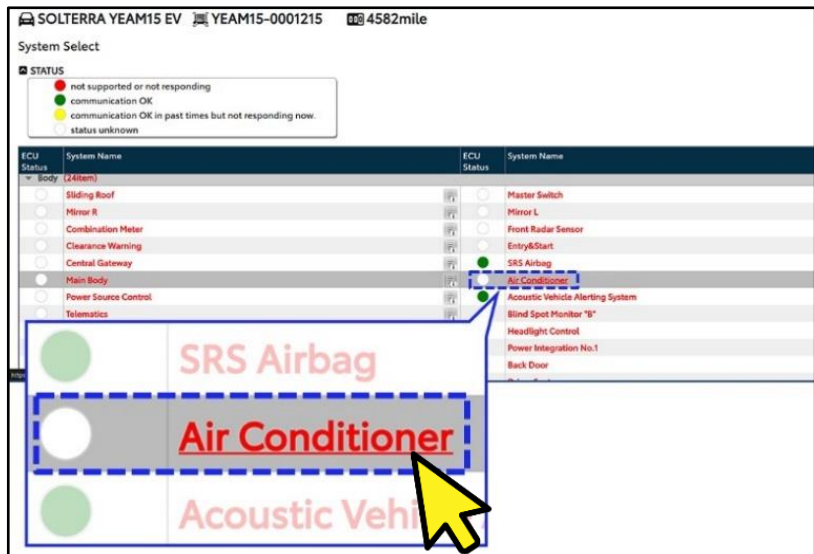 SOLTERRA YEAM15 EV YEAM15-0001215 4582mile
System Select
STATUS
not supported or not responding
communication OK
communication OK in past times but not responding now.
status unknown
ECU Status System Name ECU Status System Name
Body (24item)
Sliding Roof Master Switch
Mirror R Mirror L
Combination Meter Front Radar Sensor
Clearance Warning Entry&Start
Central Gateway SRS Airbag
Main Body Air Conditioner
Power Source Control Acoustic Vehicle Alerting System
Telematics Blind Spot Monitor "B"
Headlight Control
Power Integration No.1
Back Door
SRS Airbag
Air Conditioner
Acoustic Vehi